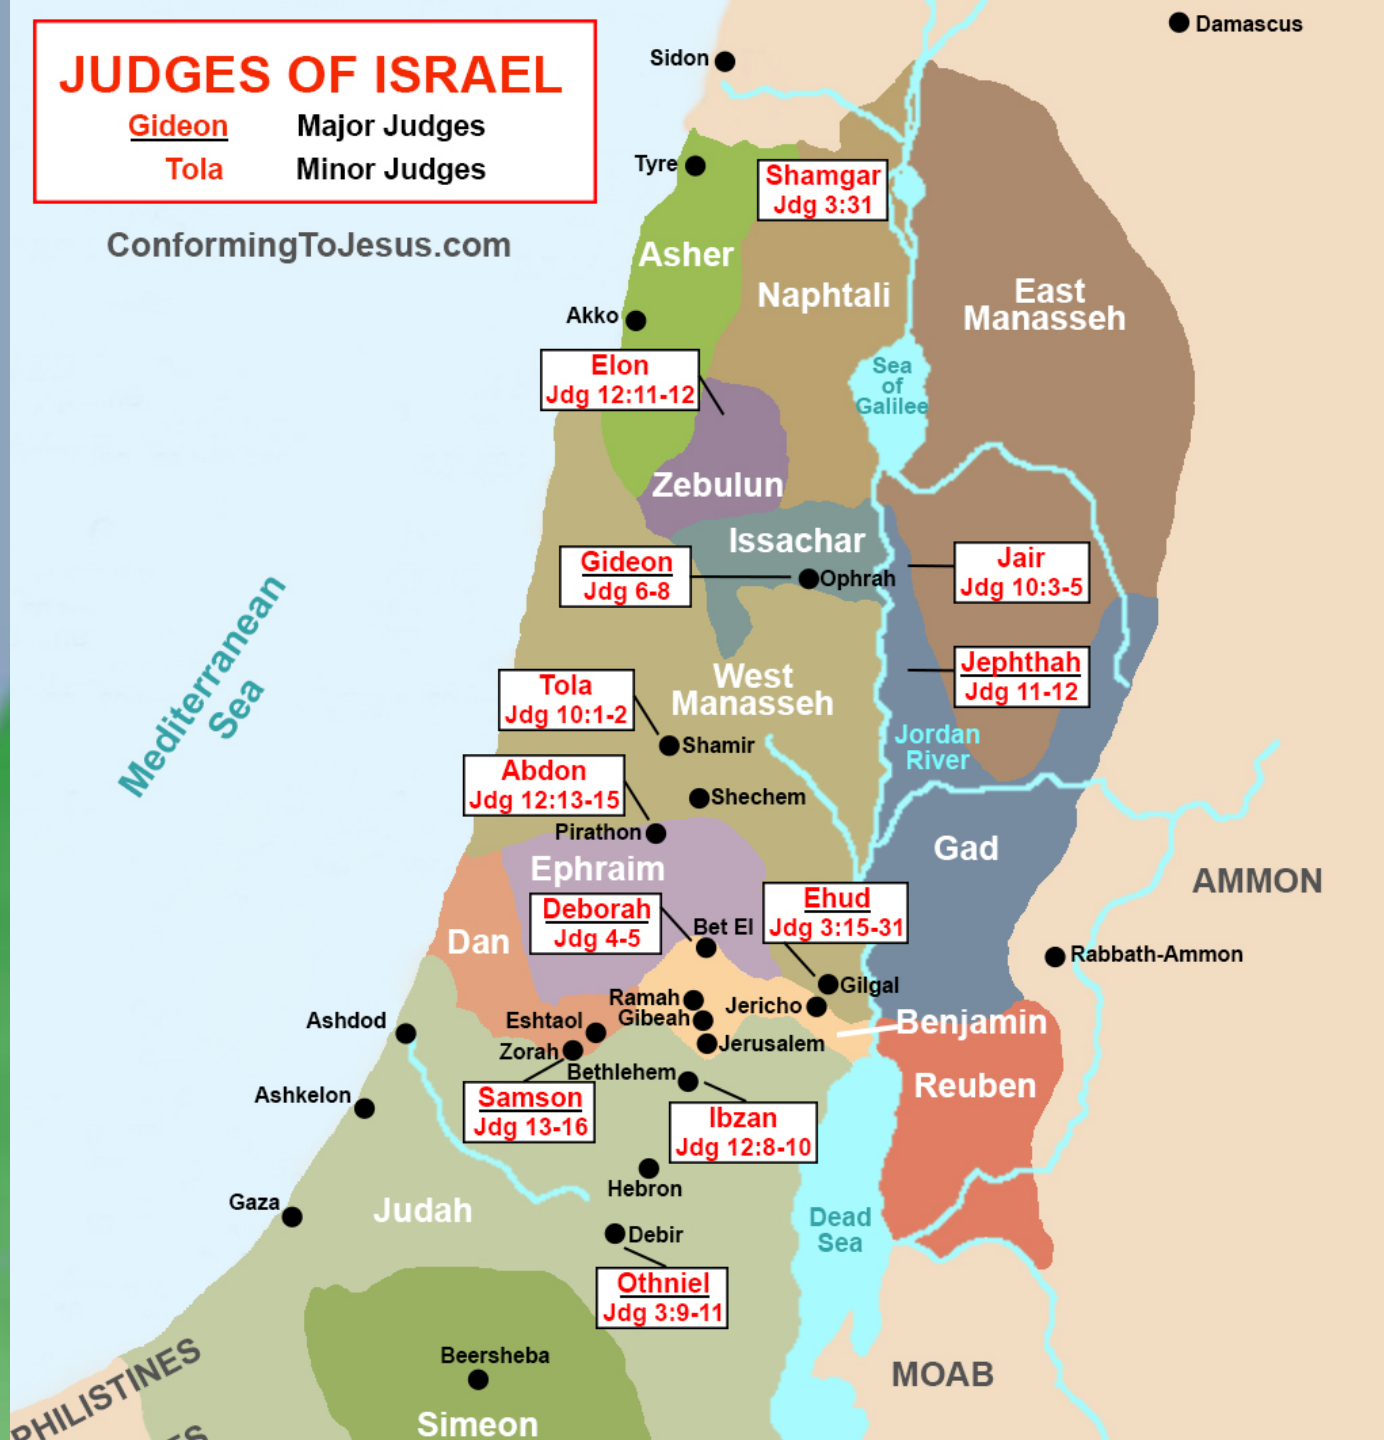 JUDGES OF ISRAEL
Gideon Major Judges
Tola Minor Judges
ConformingToJesus.com
Damascus
Sidon
Tyre
Shamgar
Jdg 3:31
Asher
Naphtali
East
Manasseh
Akko
Elon
Jdg 12:11-12
Sea
of
Galilee
Zebulun
Issachar
Gideon
Jdg 6-8
Ophrah
Jair
Jdg 10:3-5
Mediterranean
Sea
West
Manasseh
Jephthah
Jdg 11-12
Tola
Jdg 10:1-2
Shamir
Jordan
River
Abdon
Jdg 12:13-15
Shechem
Pirathon
Ephraim
Gad
AMMON
Deborah
Jdg 4-5
Bet El
Ehud
Jdg 3:15-31
Dan
Rabbath-Ammon
Gilgal
Ramah
Jericho
Gibeah
Benjamin
Ashdod
Eshtaol
Zorah
Jerusalem
Bethlehem
Reuben
Ashkelon
Samson
Jdg 13-16
Ibzan
Jdg 12:8-10
Hebron
Gaza
Judah
Debir
Dead
Sea
Othniel
Jdg 3:9-11
PHILISTINES
Beersheba
MOAB
Simeon